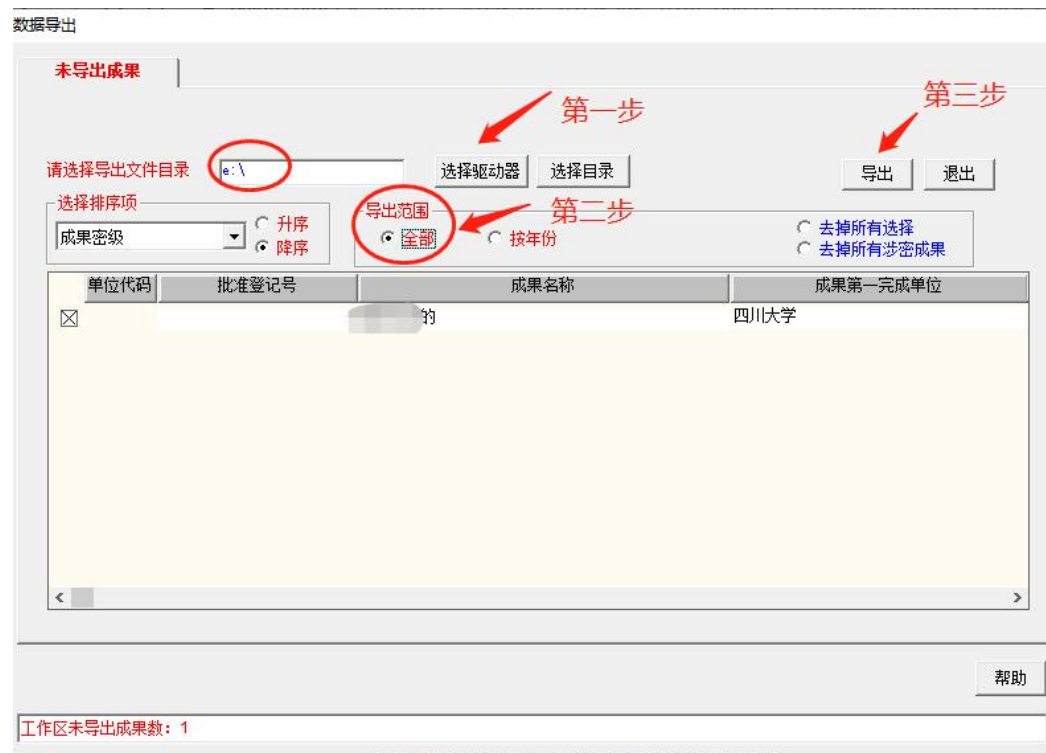 数据导出
未导出成果
第一步
第三步
请选择导出文件目录 e:\ 选择驱动器 选择目录 导出 退出
选择排序项 导出范围 第二步
成果密级 升序 降序 全部 按年份 去掉所有选择
去掉所有涉密成果
单位代码 批准登记号 成果名称 成果第一完成单位
的 四川大学
帮助
工作区未导出成果数: 1